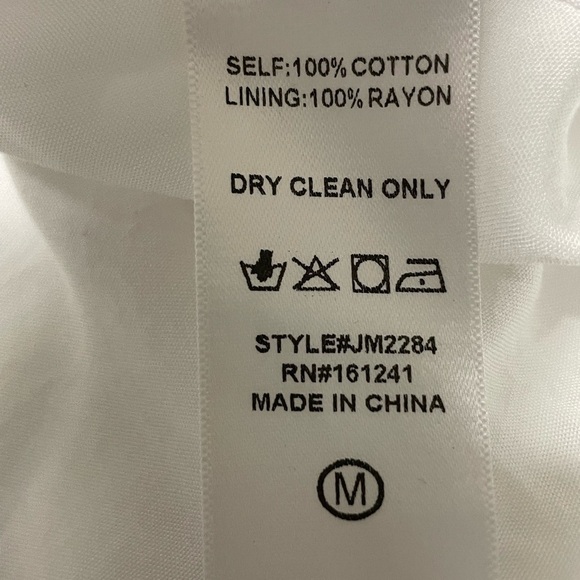 SELF:100% COTTON
LINING:100% RAYON
DRY CLEAN ONLY
STYLE#JM2284
RN#161241
MADE IN CHINA
M